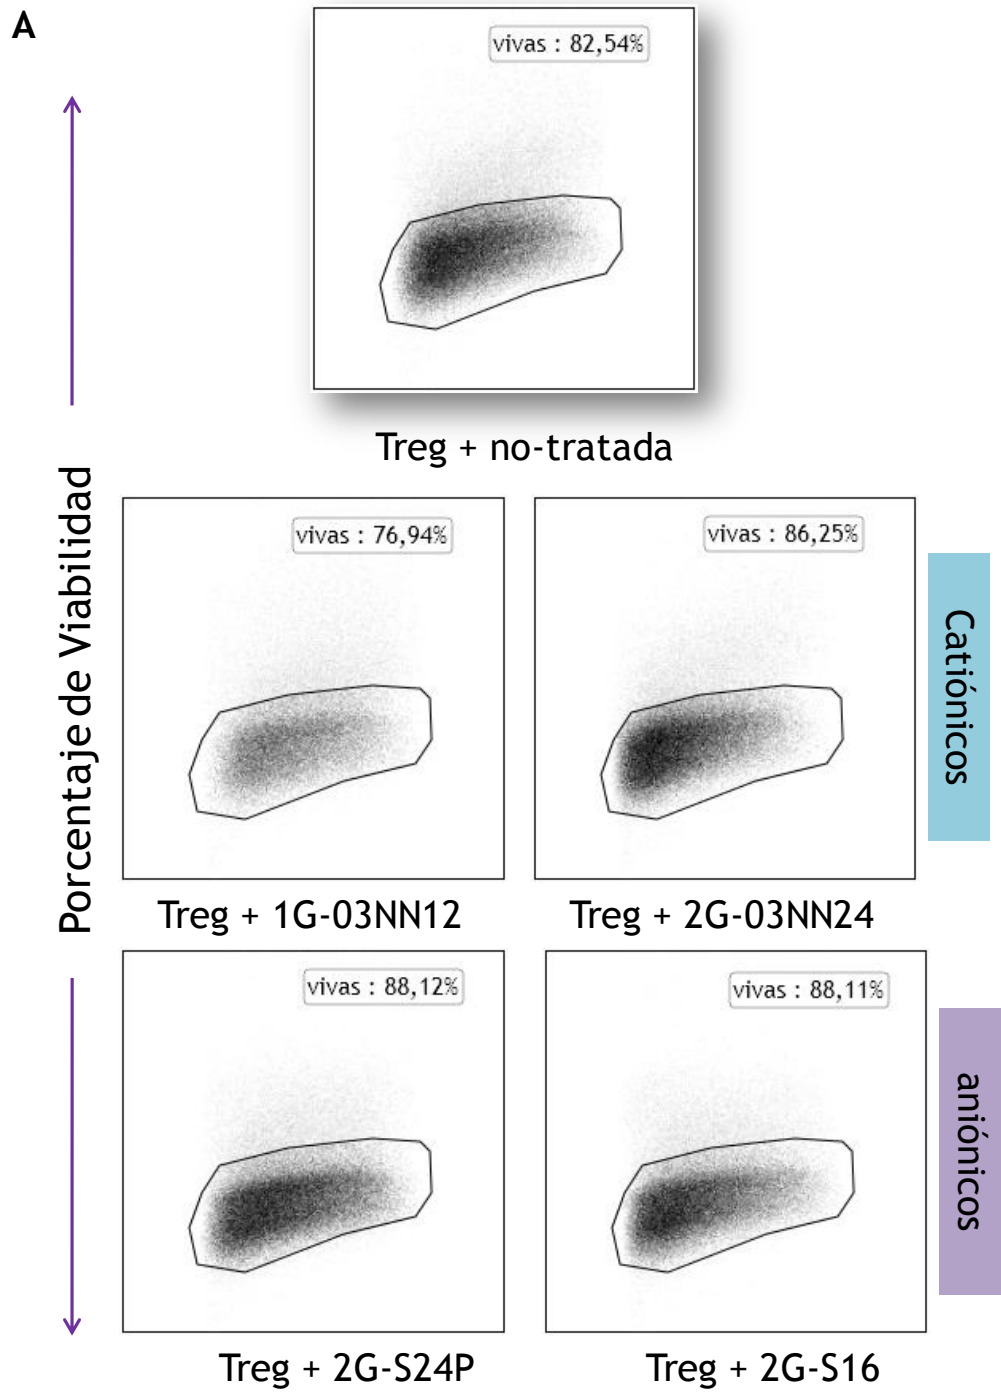 A
vivas : 82,54%
Treg + no-tratada
Porcentaje de Viabilidad
vivas : 76,94%
vivas : 86,25%
Catiónicos
Treg + 1G-03NN12
Treg + 2G-03NN24
vivas : 88,12%
vivas : 88,11%
aniónicos
Treg + 2G-S24P
Treg + 2G-S16